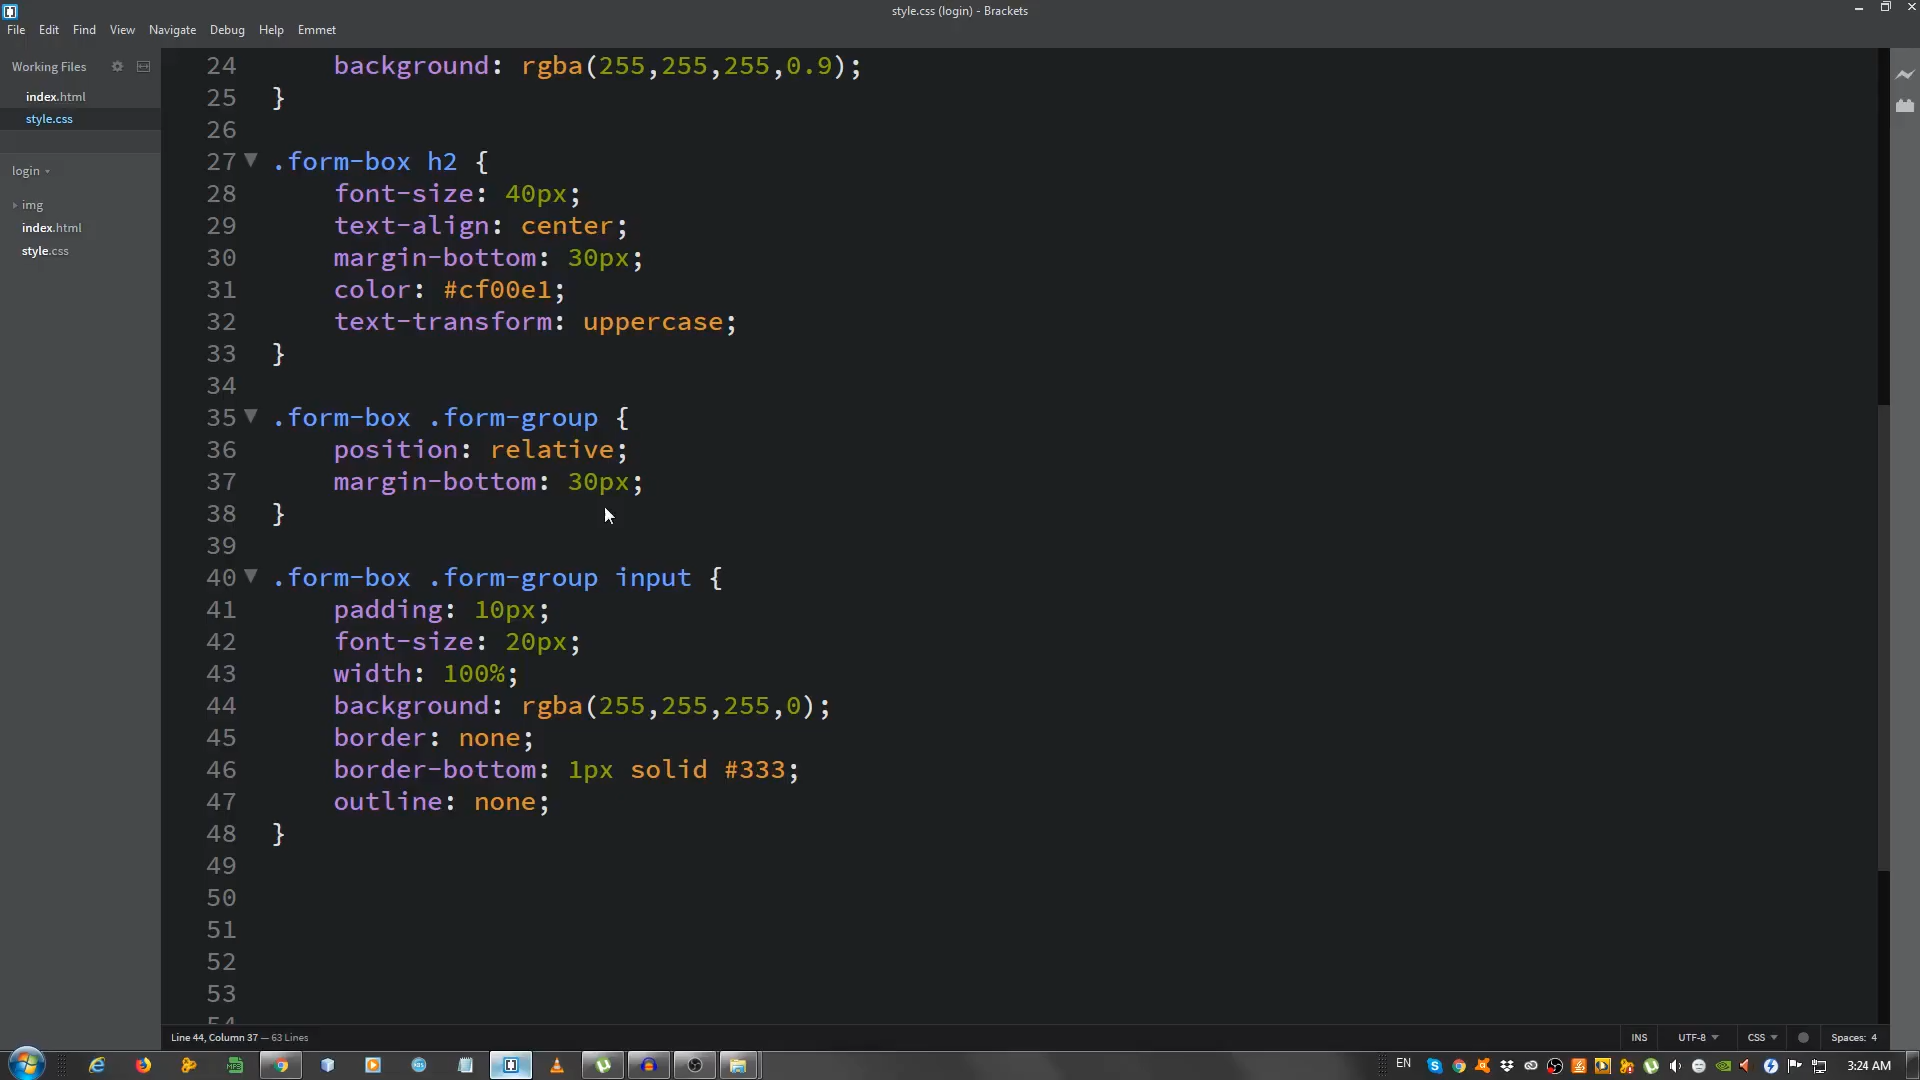 style.css (login) - Brackets
File Edit Find View Navigate Debug Help Emmet
Working Files
index.html
style.css
login
img
index.html
style.css
24 background: rgba(255,255,255,0.9);
25 }
26
27 .form-box h2 {
28 font-size: 40px;
29 text-align: center;
30 margin-bottom: 30px;
31 color: #cf00e1;
32 text-transform: uppercase;
33 }
34
35 .form-box .form-group {
36 position: relative;
37 margin-bottom: 30px;
38 }
39
40 .form-box .form-group input {
41 padding: 10px;
42 font-size: 20px;
43 width: 100%;
44 background: rgba(255,255,255,0);
45 border: none;
46 border-bottom: 1px solid #333;
47 outline: none;
48 }
49
50
51
52
53
54
Line 44, Column 37 — 63 Lines
INS UTF-8 CSS Spaces: 4
EN 3:24 AM